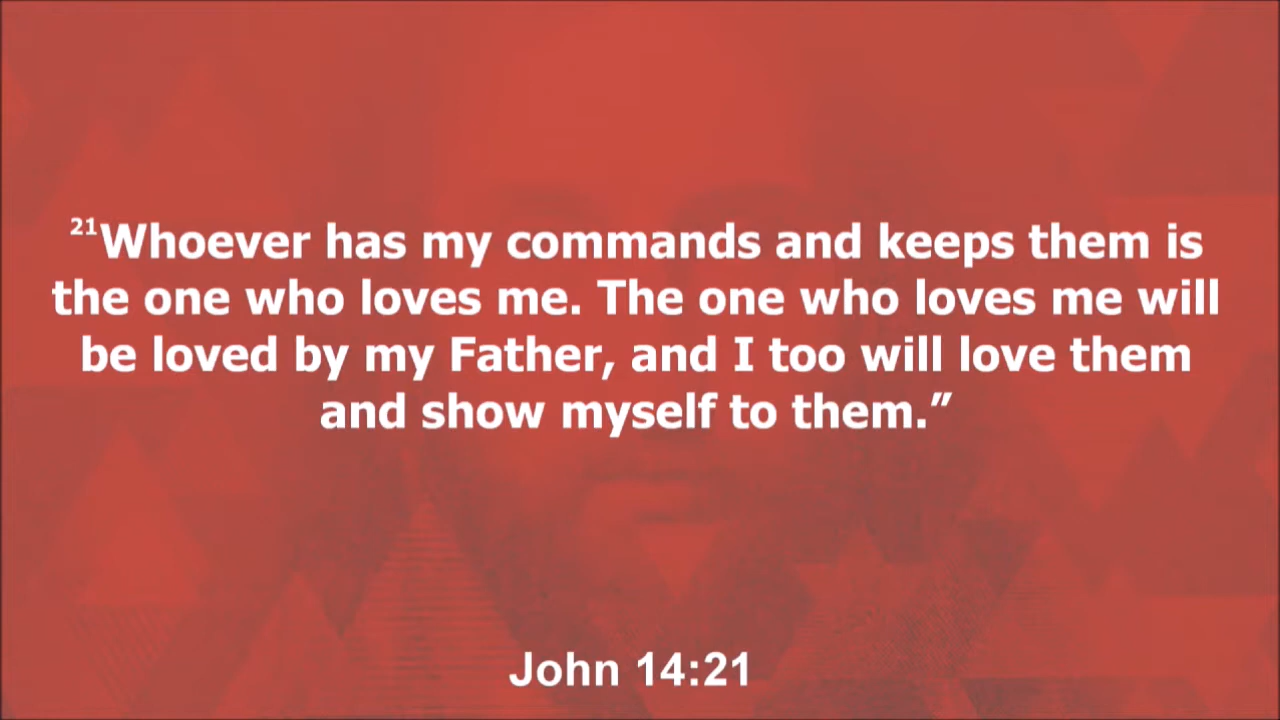 ²¹Whoever has my commands and keeps them is
the one who loves me. The one who loves me will
be loved by my Father, and I too will love them
and show myself to them.”
John 14:21